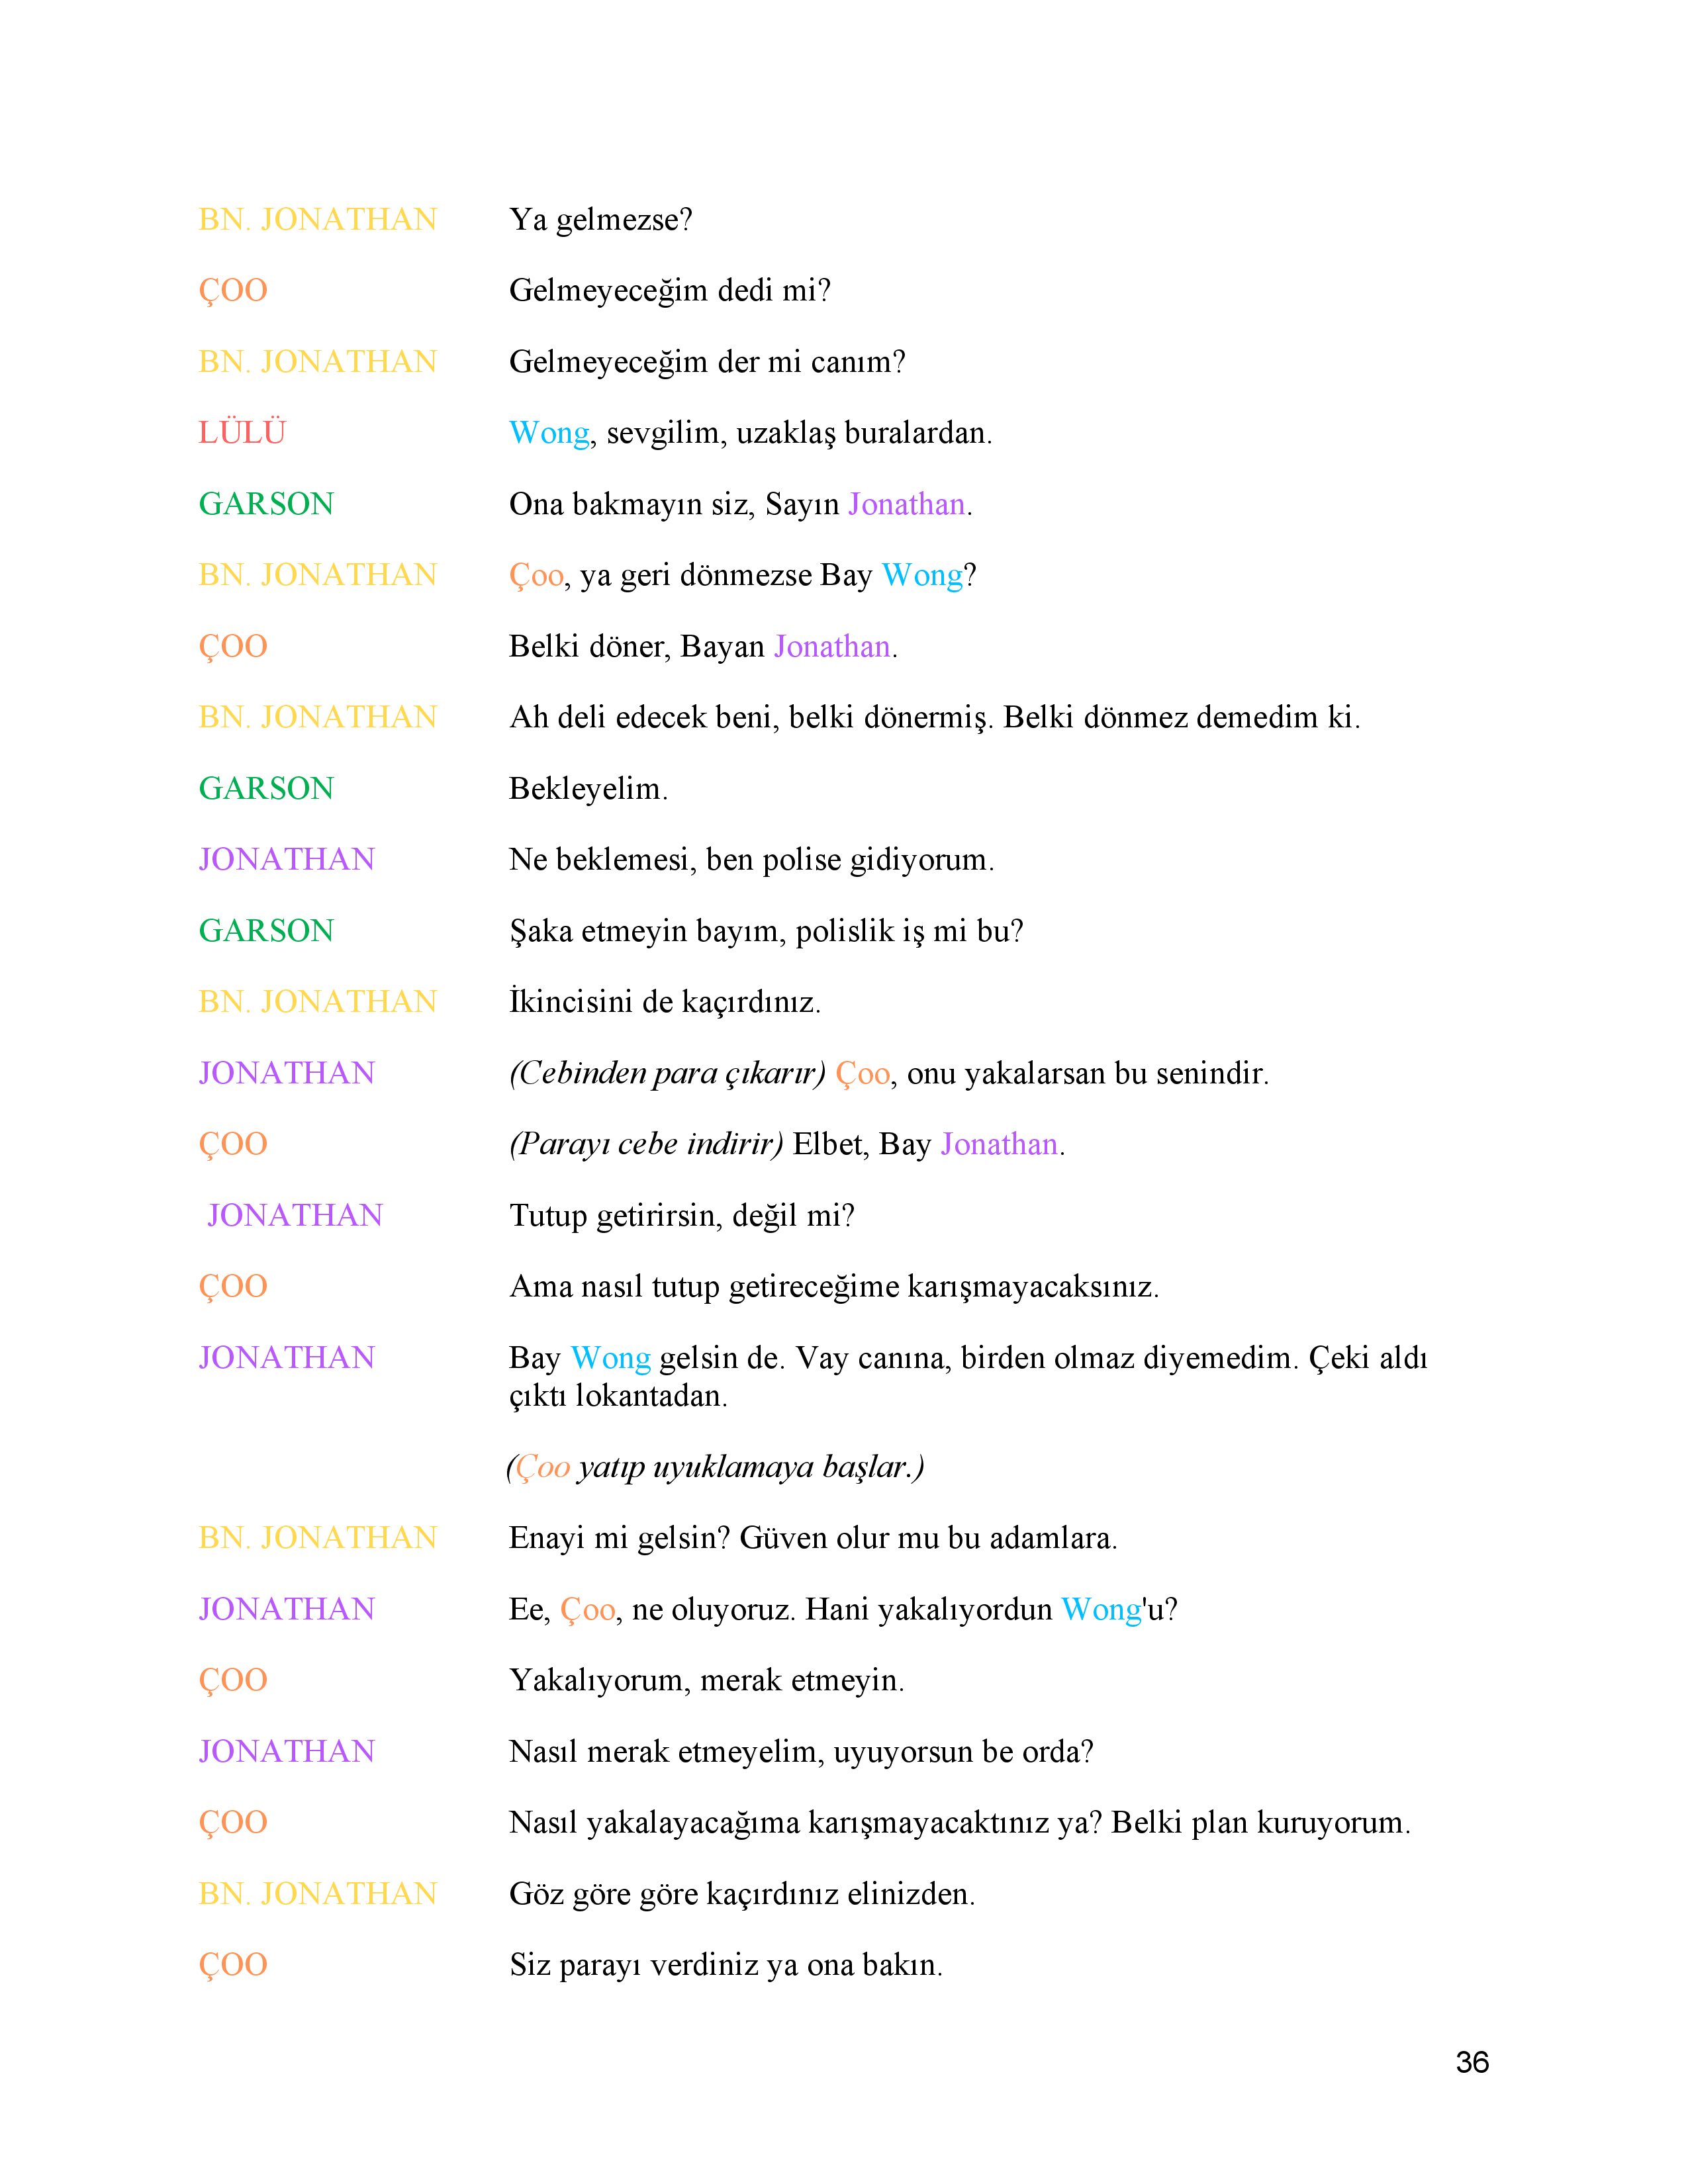 BN. JONATHAN Ya gelmezse?
ÇOO Gelmeyeceğim dedi mi?
BN. JONATHAN Gelmeyeceğim der mi canım?
LÜLÜ Wong, sevgilim, uzaklaş buralardan.
GARSON Ona bakmayın siz, Sayın Jonathan.
BN. JONATHAN Çoo, ya geri dönmezse Bay Wong?
ÇOO Belki döner, Bayan Jonathan.
BN. JONATHAN Ah deli edecek beni, belki dönermiş. Belki dönmez demedim ki.
GARSON Bekleyelim.
JONATHAN Ne beklemesi, ben polise gidiyorum.
GARSON Şaka etmeyin bayım, polislik iş mi bu?
BN. JONATHAN İkincisini de kaçırdınız.
JONATHAN (Cebinden para çıkarır) Çoo, onu yakalarsan bu senindir.
ÇOO (Parayı cebe indirir) Elbet, Bay Jonathan.
JONATHAN Tutup getirirsin, değil mi?
ÇOO Ama nasıl tutup getireceğime karışmayacaksınız.
JONATHAN Bay Wong gelsin de. Vay canına, birden olmaz diyemedim. Çeki aldı
çıktı lokantadan.
(Çoo yatıp uyuklamaya başlar.)
BN. JONATHAN Enayi mi gelsin? Güven olur mu bu adamlara.
JONATHAN Ee, Çoo, ne oluyoruz. Hani yakalıyordun Wong'u?
ÇOO Yakalıyorum, merak etmeyin.
JONATHAN Nasıl merak etmeyelim, uyuyorsun be orda?
ÇOO Nasıl yakalayacağıma karışmayacaktınız ya? Belki plan kuruyorum.
BN. JONATHAN Göz göre göre kaçırdınız elinizden.
ÇOO Siz parayı verdiniz ya ona bakın.
36